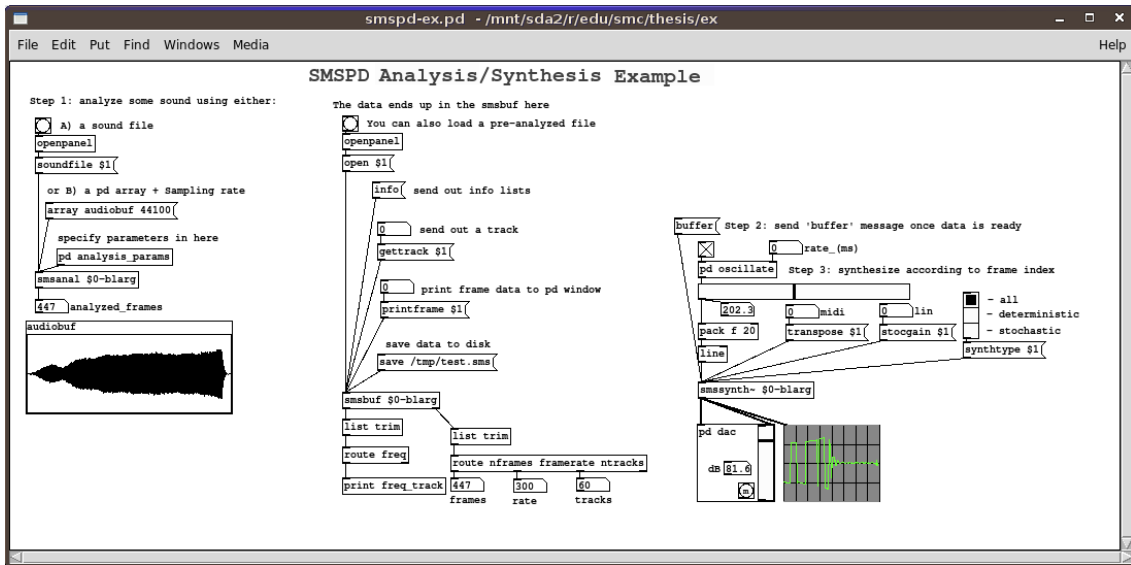 smspd-ex.pd - /mnt/sda2/r/edu/smc/thesis/ex
File Edit Put Find Windows Media Help
SMSPD Analysis/Synthesis Example
Step 1: analyze some sound using either:
A) a sound file
openpanel
soundfile $1
or B) a pd array + Sampling rate
array audiobuf 44100
specify parameters in here
pd analysis_params
smsanal $0-blarg
447 analyzed_frames
audiobuf
The data ends up in the smsbuf here
You can also load a pre-analyzed file
openpanel
open $1
info send out info lists
0 send out a track
gettrack $1
0 print frame data to pd window
printframe $1
save data to disk
save /tmp/test.sms
smsbuf $0-blarg
list trim
list trim
route freq
route nframes framerate ntracks
print freq_track
447 300 60
frames rate tracks
buffer Step 2: send 'buffer' message once data is ready
0 rate_(ms)
pd oscillate Step 3: synthesize according to frame index
202.3
0 midi
0 lin
- all
- deterministic
- stochastic
pack f 20
transpose $1
stocgain $1
synthtype $1
line
smssynth~ $0-blarg
pd dac
dB 81.6
m